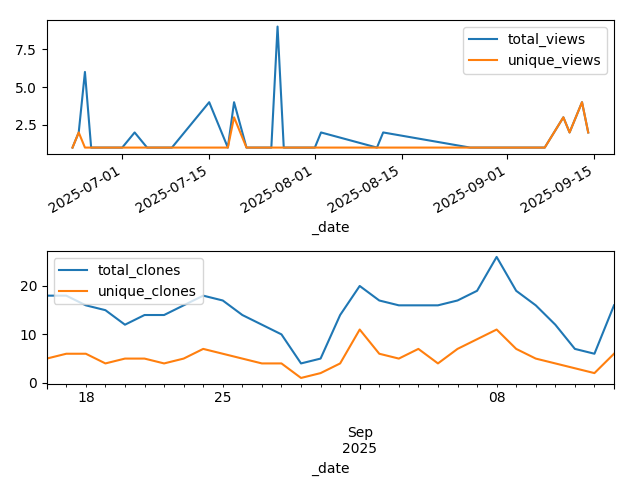 total_views
unique_views
7.5
5.0
2.5
2025-07-01
2025-07-15
2025-08-01
2025-08-15
2025-09-01
2025-09-15
_date
total_clones
unique_clones
20
10
0
18
25
08
Sep
2025
_date